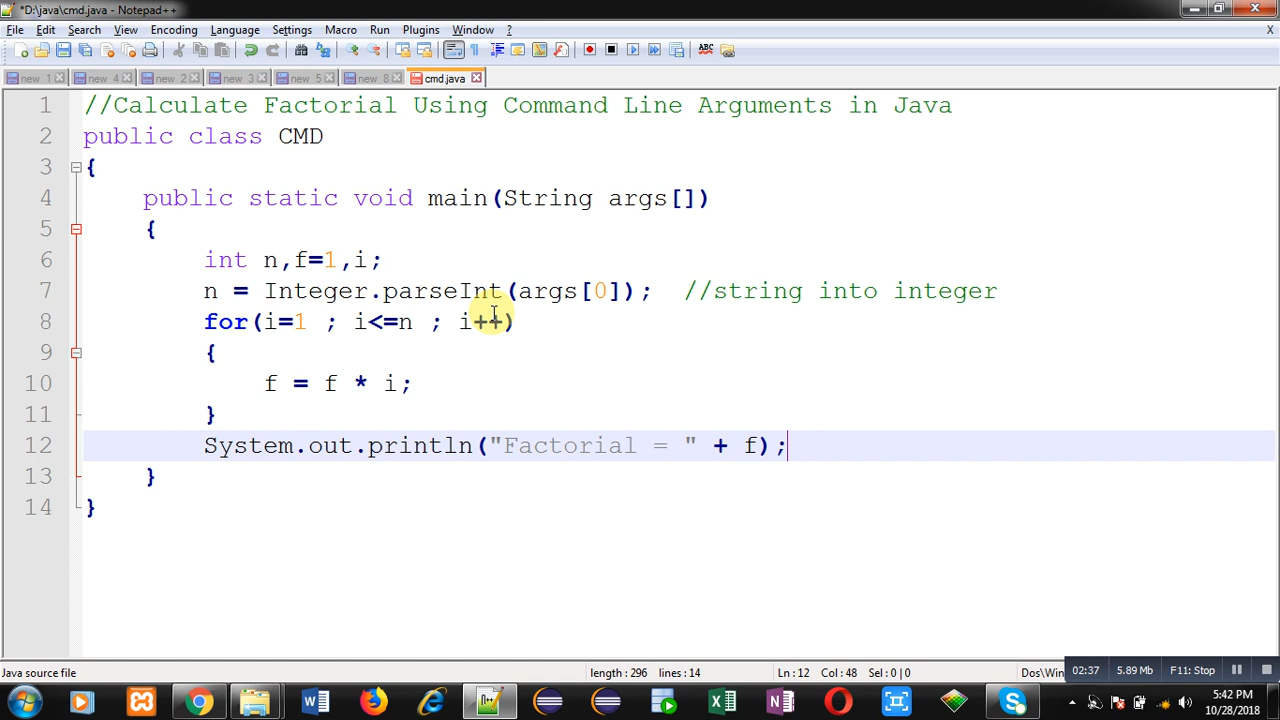 *D:\java\cmd.java - Notepad++
File Edit Search View Encoding Language Settings Macro Run Plugins Window ? X
new 1 new 4 new 2 new 3 new 5 new 8 cmd.java
1 //Calculate Factorial Using Command Line Arguments in Java
2 public class CMD
3 {
4 public static void main(String args[])
5 {
6 int n,f=1,i;
7 n = Integer.parseInt(args[0]); //string into integer
8 for(i=1 ; i<=n ; i++)
9 {
10 f = f * i;
11 }
12 System.out.println("Factorial = " + f);
13 }
14 }
Java source file length : 296 lines : 14 Ln : 12 Col : 48 Sel : 0 | 0 Dos\Win 02:37 5.89 Mb F11: Stop
5:42 PM
10/28/2018